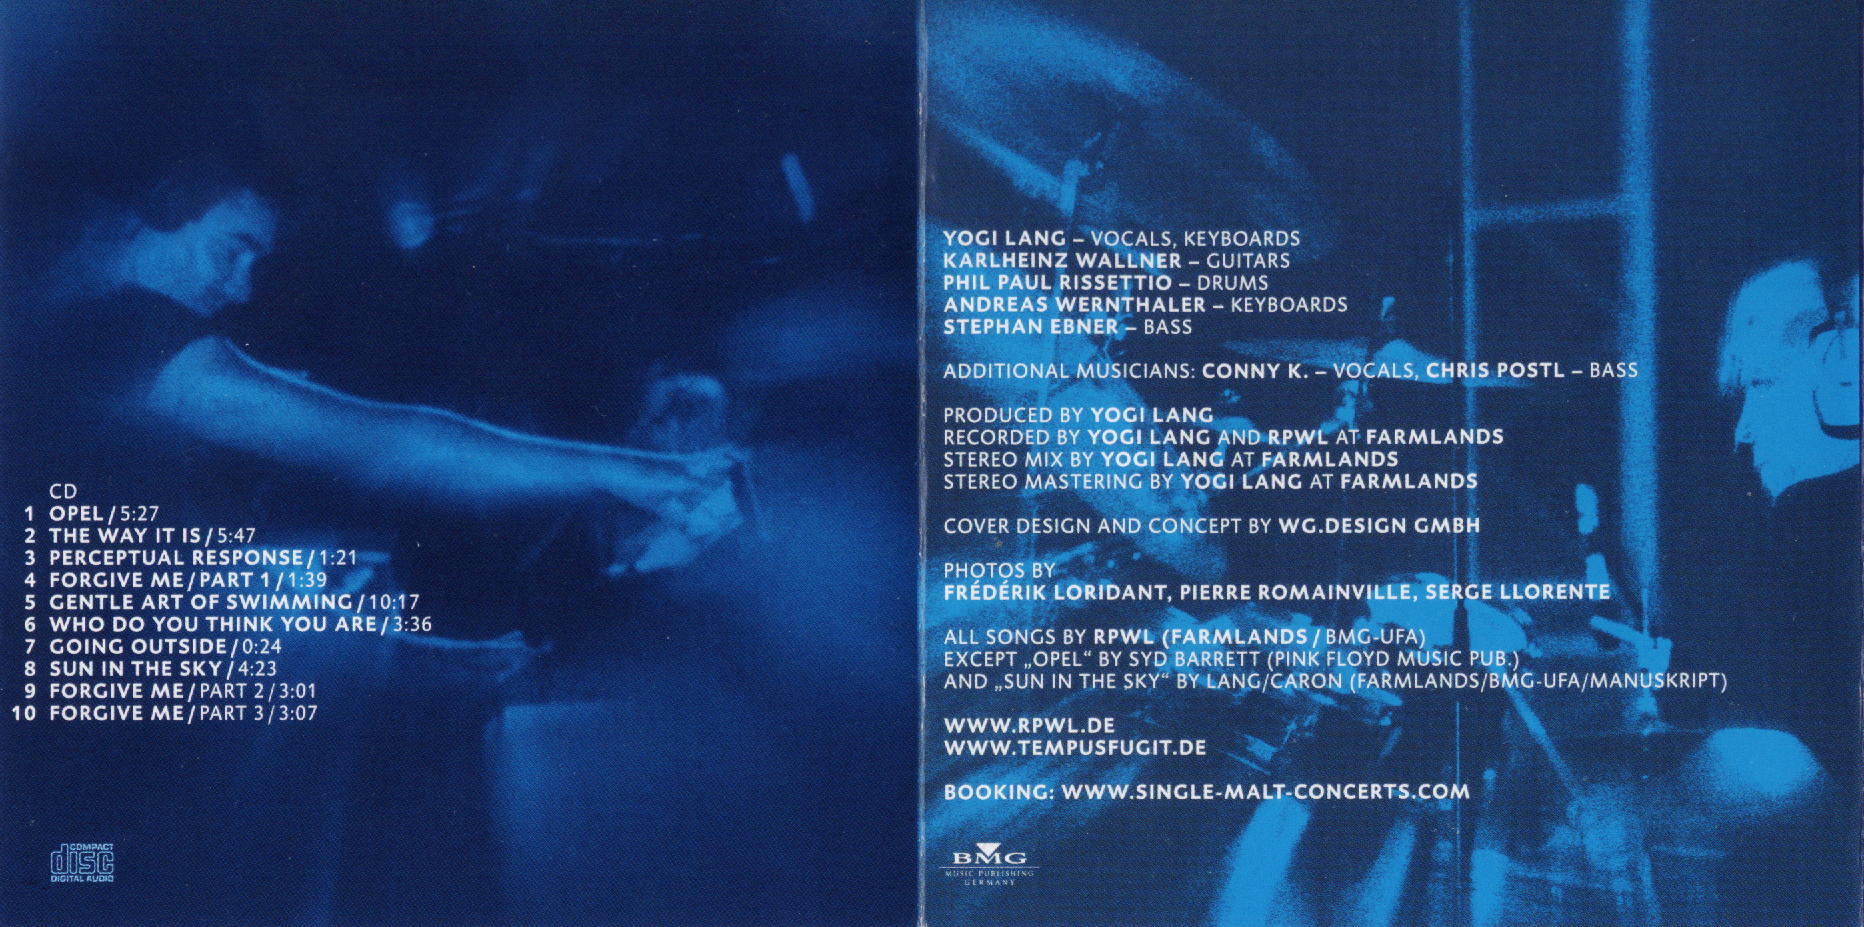 CD
1 OPEL / 5:27
2 THE WAY IT IS / 5:47
3 PERCEPTUAL RESPONSE / 1:21
4 FORGIVE ME / PART 1 / 1:39
5 GENTLE ART OF SWIMMING / 10:17
6 WHO DO YOU THINK YOU ARE / 3:36
7 GOING OUTSIDE / 0:24
8 SUN IN THE SKY / 4:23
9 FORGIVE ME / PART 2 / 3:01
10 FORGIVE ME / PART 3 / 3:07
COMPACT
disc
DIGITAL AUDIO
YOGI LANG – VOCALS, KEYBOARDS
KARLHEINZ WALLNER – GUITARS
PHIL PAUL RISSETTIO – DRUMS
ANDREAS WERNTHALER – KEYBOARDS
STEPHAN EBNER – BASS
ADDITIONAL MUSICIANS: CONNY K. – VOCALS, CHRIS POSTL – BASS
PRODUCED BY YOGI LANG
RECORDED BY YOGI LANG AND RPWL AT FARMLANDS
STEREO MIX BY YOGI LANG AT FARMLANDS
STEREO MASTERING BY YOGI LANG AT FARMLANDS
COVER DESIGN AND CONCEPT BY WG.DESIGN GMBH
PHOTOS BY
FRÉDÉRIK LORIDANT, PIERRE ROMAINVILLE, SERGE LLORENTE
ALL SONGS BY RPWL (FARMLANDS / BMG-UFA)
EXCEPT „OPEL“ BY SYD BARRETT (PINK FLOYD MUSIC PUB.)
AND „SUN IN THE SKY“ BY LANG/CARON (FARMLANDS/BMG-UFA/MANUSKRIPT)
WWW.RPWL.DE
WWW.TEMPUSFUGIT.DE
BOOKING: WWW.SINGLE-MALT-CONCERTS.COM
BMG
MUSIC PUBLISHING
GERMANY